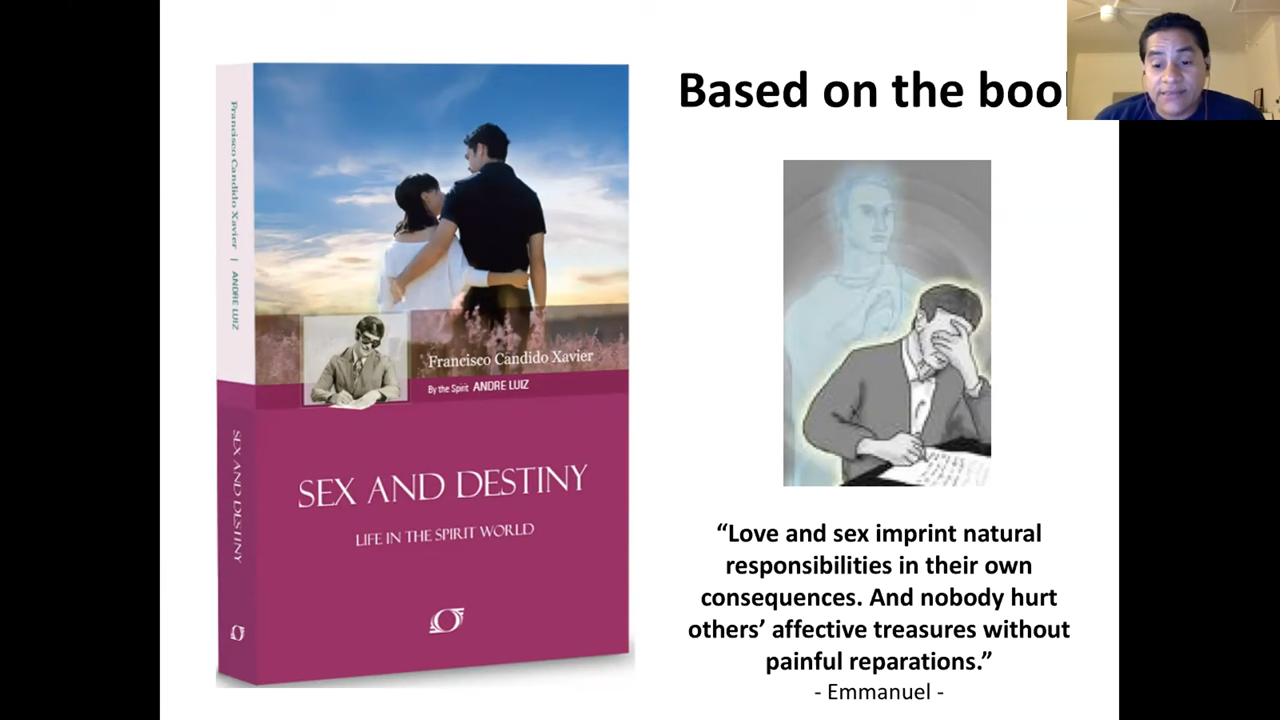 Francisco Candido Xavier | ANDRE LUIZ
SEX AND DESTINY
Francisco Candido Xavier
By the Spirit ANDRE LUIZ
SEX AND DESTINY
LIFE IN THE SPIRIT WORLD
Based on the
“Love and sex imprint natural
responsibilities in their own
consequences. And nobody hurt
others’ affective treasures without
painful reparations.”
- Emmanuel -